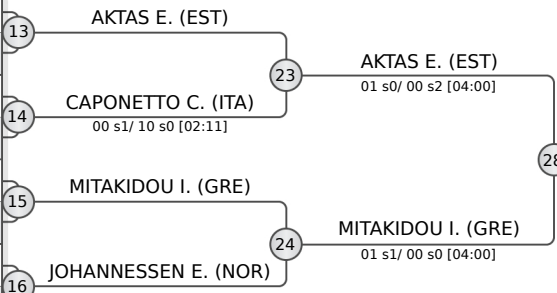 AKTAS E. (EST)
13
AKTAS E. (EST)
23
01 s0/ 00 s2 [04:00]
CAPONETTO C. (ITA)
14
00 s1/ 10 s0 [02:11]
28
MITAKIDOU I. (GRE)
15
MITAKIDOU I. (GRE)
24
01 s1/ 00 s0 [04:00]
JOHANNESSEN E. (NOR)
16